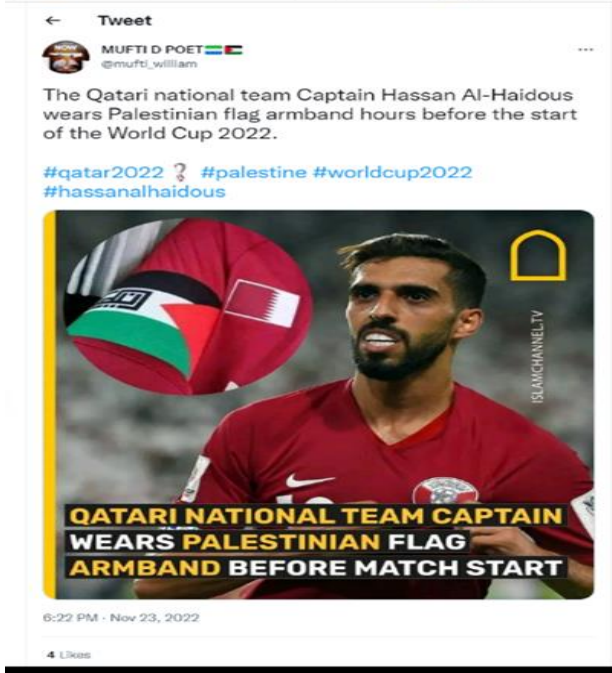 ← Tweet
MUFTI D POET
@mufti_william
The Qatari national team Captain Hassan Al-Haidous
wears Palestinian flag armband hours before the start
of the World Cup 2022.
#qatar2022 #palestine #worldcup2022
#hassanalhaidous
ISLAMCHANNEL.TV
QATARI NATIONAL TEAM CAPTAIN
WEARS PALESTINIAN FLAG
ARMBAND BEFORE MATCH START
6:22 PM · Nov 23, 2022
4 Likes